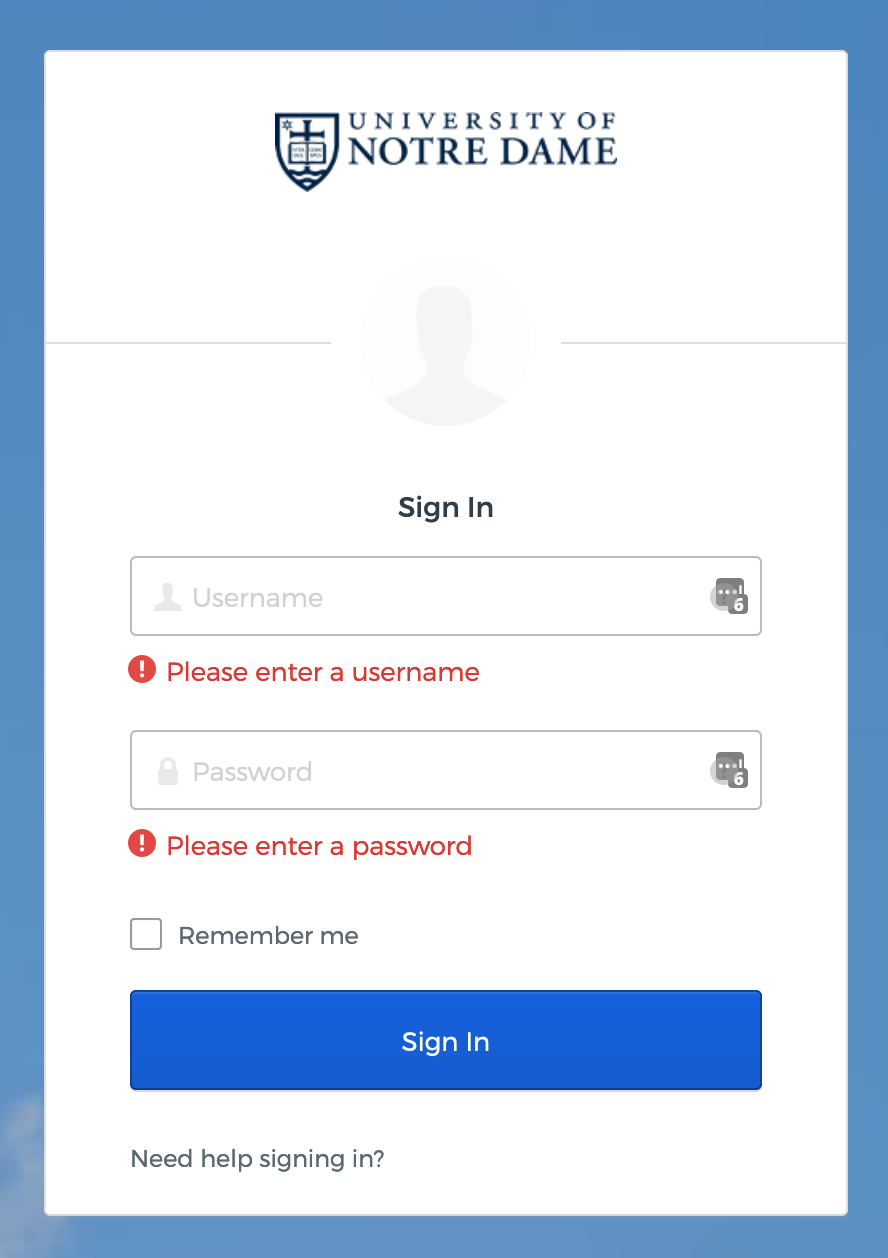 UNIVERSITY OF
NOTRE DAME
Sign In
Username
6
Please enter a username
Password
6
Please enter a password
Remember me
Sign In
Need help signing in?